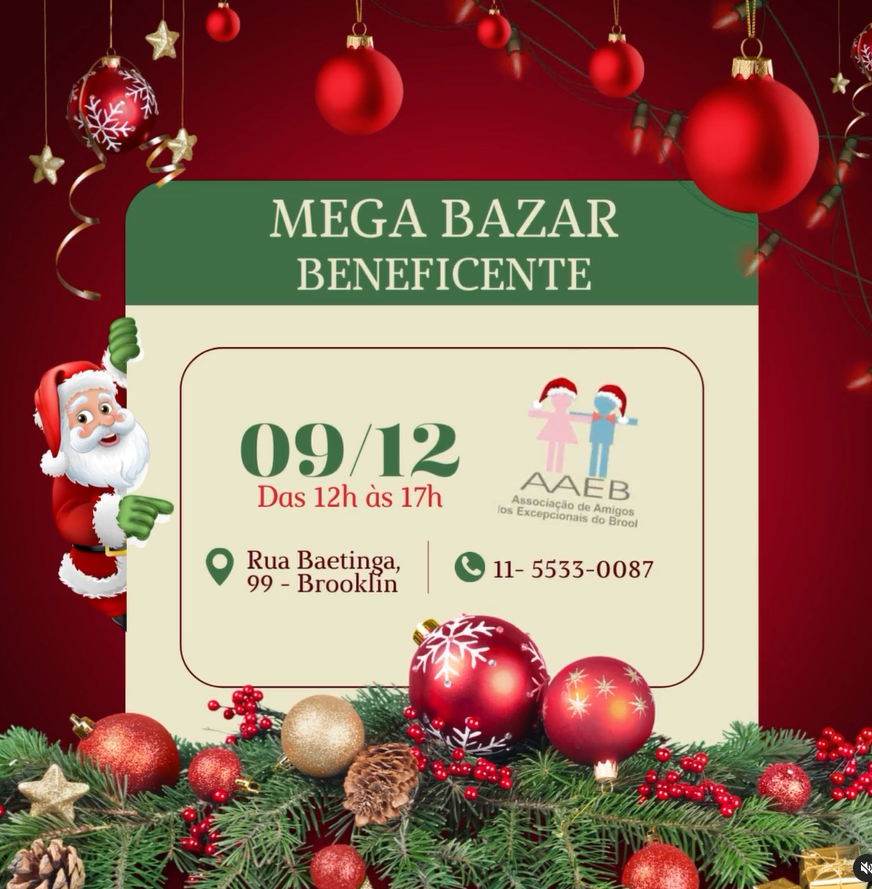 MEGA BAZAR
BENEFICENTE
09/12
Das 12h às 17h
AAEB
Associação de Amigos
os Excepcionais do Brool
Rua Baetinga,
99 - Brooklin
11- 5533-0087